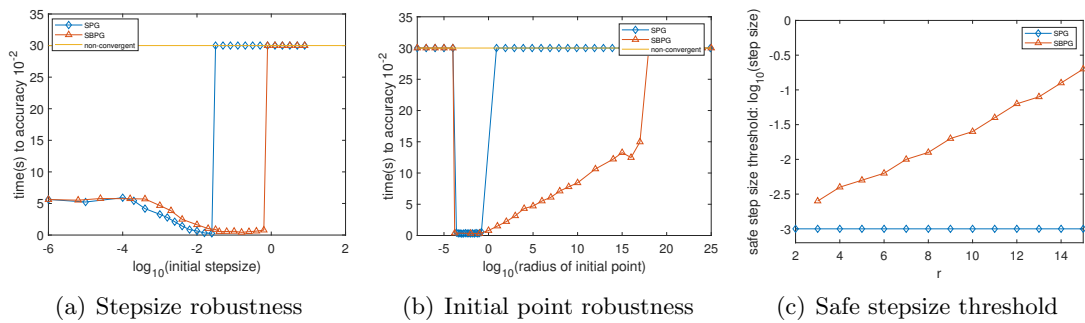 SPG
SBPG
non-convergent
time(s) to accuracy 10-2
35
30
25
20
15
10
5
0
-6 -4 -2 0 2
log10(initial stepsize)
(a) Stepsize robustness
SPG
SBPG
non-convergent
time(s) to accuracy 10-2
35
30
25
20
15
10
5
0
-5 0 5 10 15 20 25
log10(radius of initial point)
(b) Initial point robustness
SPG
SBPG
safe step size threshold: log10(step size)
0
-0.5
-1
-1.5
-2
-2.5
-3
2 4 6 8 10 12 14
r
(c) Safe stepsize threshold